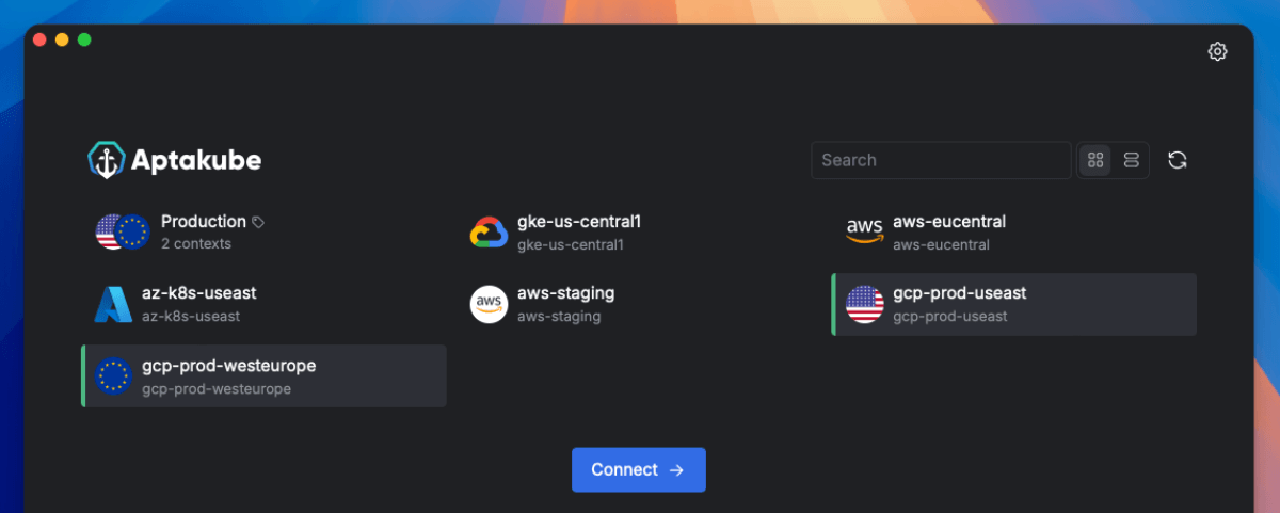 Aptakube
Search
Production
2 contexts
gke-us-central1
gke-us-central1
aws
aws-eucentral
aws-eucentral
az-k8s-useast
az-k8s-useast
aws
aws-staging
aws-staging
gcp-prod-useast
gcp-prod-useast
gcp-prod-westeurope
gcp-prod-westeurope
Connect →